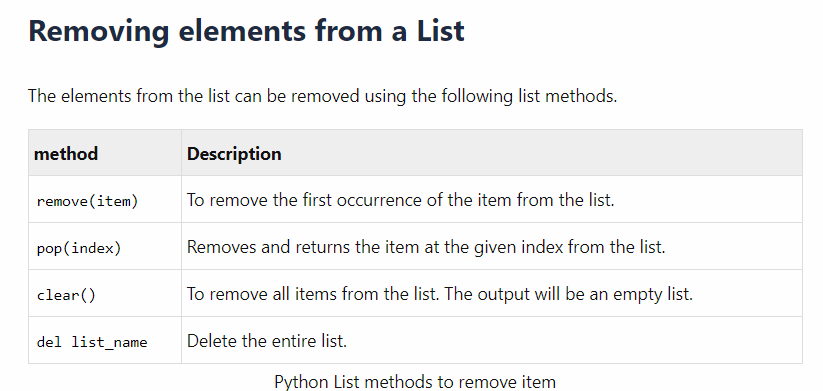 Removing elements from a List
The elements from the list can be removed using the following list methods.
method Description
remove(item) To remove the first occurrence of the item from the list.
pop(index) Removes and returns the item at the given index from the list.
clear() To remove all items from the list. The output will be an empty list.
del list_name Delete the entire list.
Python List methods to remove item